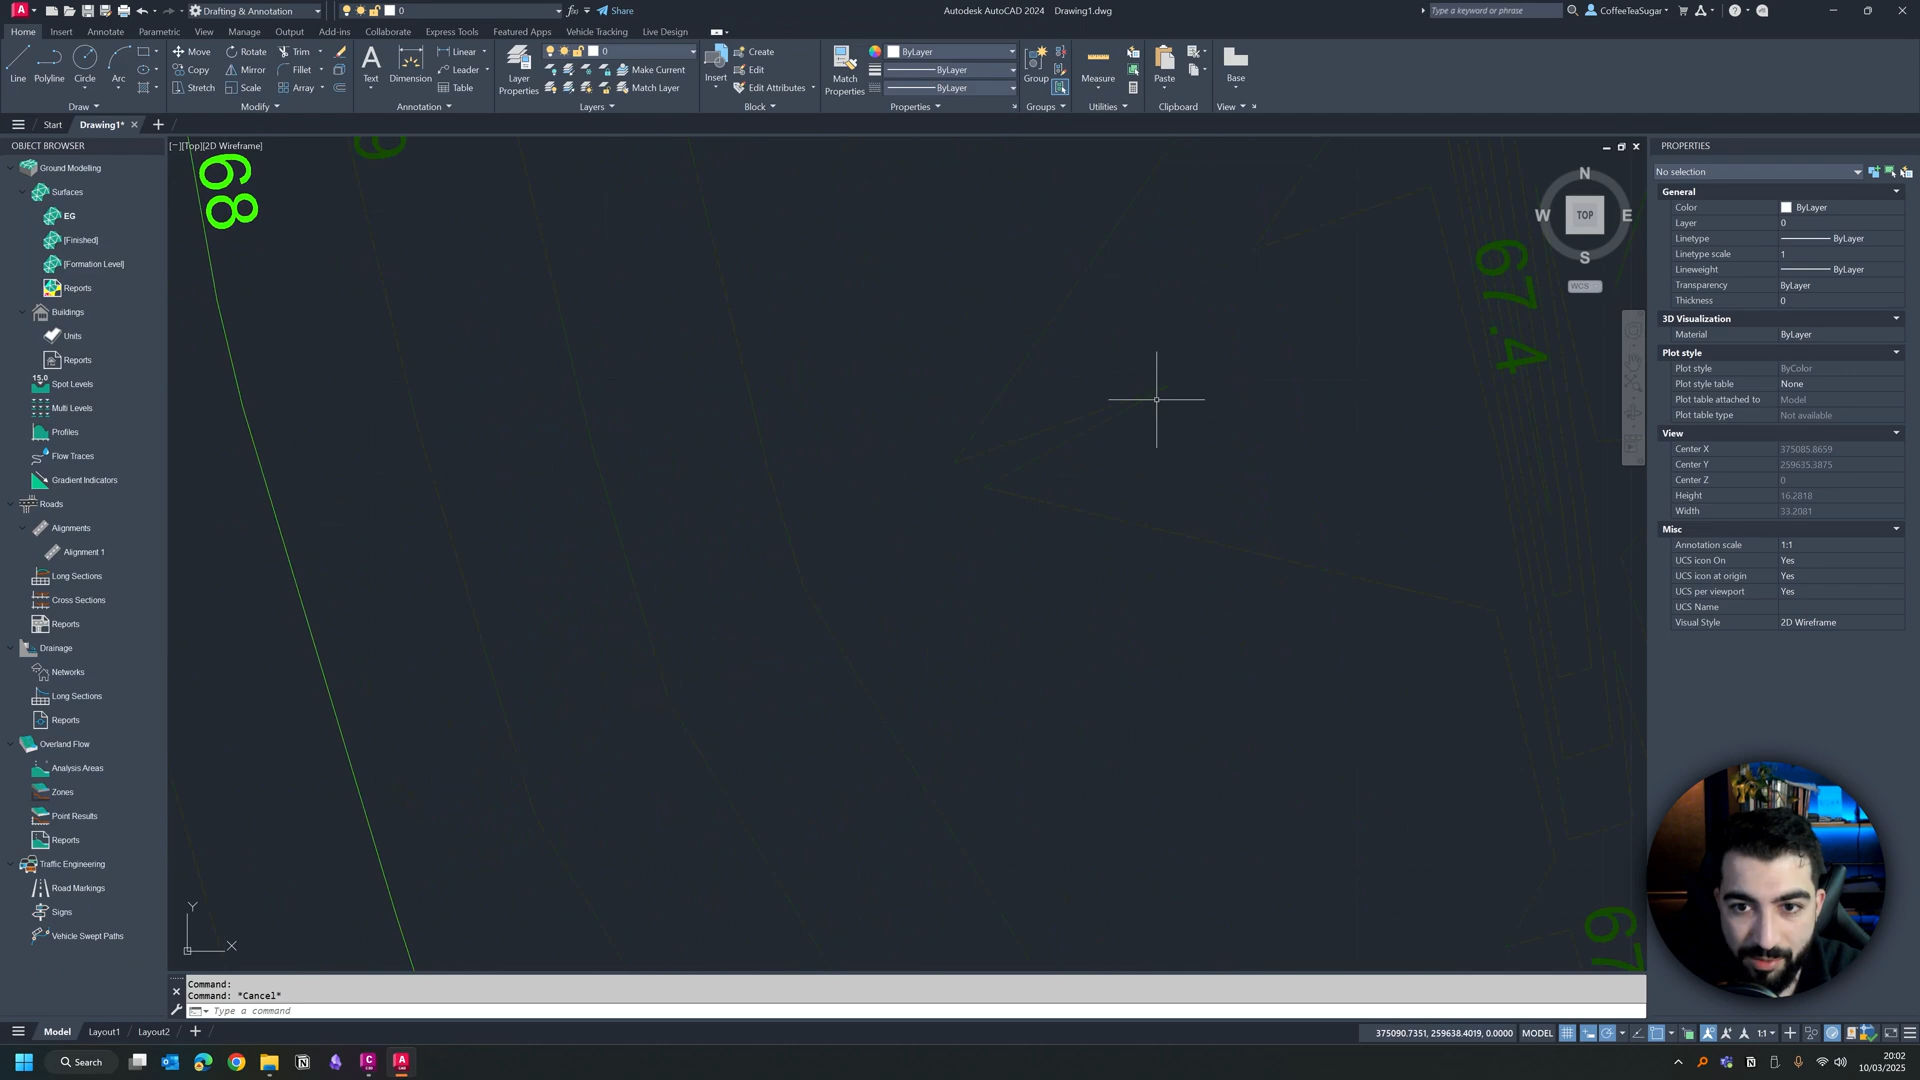 Drafting & Annotation
0
Share
Autodesk AutoCAD 2024 Drawing1.dwg
Type a keyword or phrase
CoffeeTeaSugar
Home Insert Annotate Parametric View Manage Output Add-ins Collaborate Express Tools Featured Apps Vehicle Tracking Live Design
Line Polyline Circle Arc
Move Rotate Trim
Copy Mirror Fillet
Stretch Scale Array
Text Dimension
Linear
Leader
Table
Layer Properties
0
Make Current
Match Layer
Insert
Create
Edit
Edit Attributes
Match Properties
ByLayer
ByLayer
ByLayer
Group
Measure
Paste
Base
Draw Modify Annotation Layers Block Properties Groups Utilities Clipboard View
Start Drawing1*
OBJECT BROWSER
Ground Modelling
Surfaces
EG
[Finished]
[Formation Level]
Reports
Buildings
Units
Reports
15.0
Spot Levels
Multi Levels
Profiles
Flow Traces
Gradient Indicators
Roads
Alignments
Alignment 1
Long Sections
Cross Sections
Reports
Drainage
Networks
Long Sections
Reports
Overland Flow
Analysis Areas
Zones
Point Results
Reports
Traffic Engineering
Road Markings
Signs
Vehicle Swept Paths
[−][Top][2D Wireframe]
68
9
67.4
67
N
W TOP E
S
WCS
Y
X
PROPERTIES
No selection
General
Color ByLayer
Layer 0
Linetype ByLayer
Linetype scale 1
Lineweight ByLayer
Transparency ByLayer
Thickness 0
3D Visualization
Material ByLayer
Plot style
Plot style ByColor
Plot style table None
Plot table attached to Model
Plot table type Not available
View
Center X 375085.8659
Center Y 259635.3875
Center Z 0
Height 16.2818
Width 33.2081
Misc
Annotation scale 1:1
UCS icon On Yes
UCS icon at origin Yes
UCS per viewport Yes
UCS Name
Visual Style 2D Wireframe
Command:
Command: *Cancel*
Type a command
Model Layout1 Layout2
375090.7351, 259638.4019, 0.0000 MODEL
1:1
Search
20:02
10/03/2025